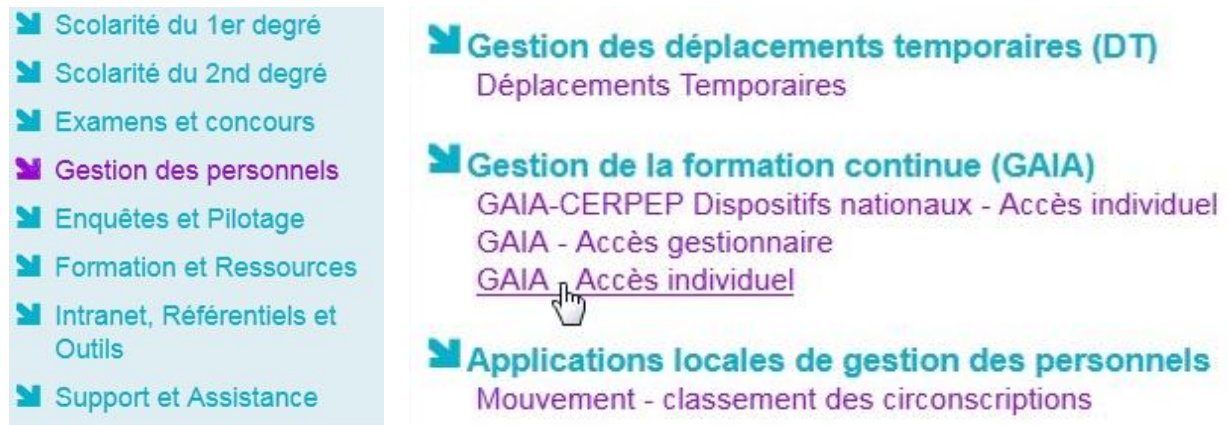 Scolarité du 1er degré
Scolarité du 2nd degré
Examens et concours
Gestion des personnels
Enquêtes et Pilotage
Formation et Ressources
Intranet, Référentiels et
Outils
Support et Assistance
Gestion des déplacements temporaires (DT)
Déplacements Temporaires
Gestion de la formation continue (GAIA)
GAIA-CERPEP Dispositifs nationaux - Accès individuel
GAIA - Accès gestionnaire
GAIA - Accès individuel
Applications locales de gestion des personnels
Mouvement - classement des circonscriptions